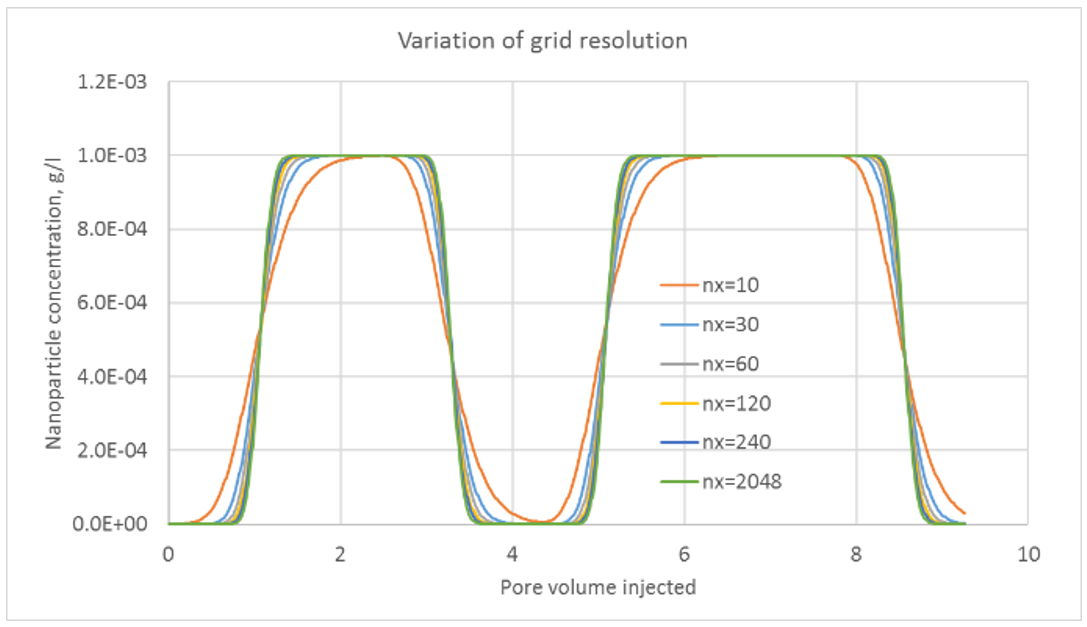 Variation of grid resolution
1.2E-03
1.0E-03
8.0E-04
6.0E-04
4.0E-04
2.0E-04
0.0E+00
Nanoparticle concentration, g/l
nx=10
nx=30
nx=60
nx=120
nx=240
nx=2048
0 2 4 6 8 10
Pore volume injected